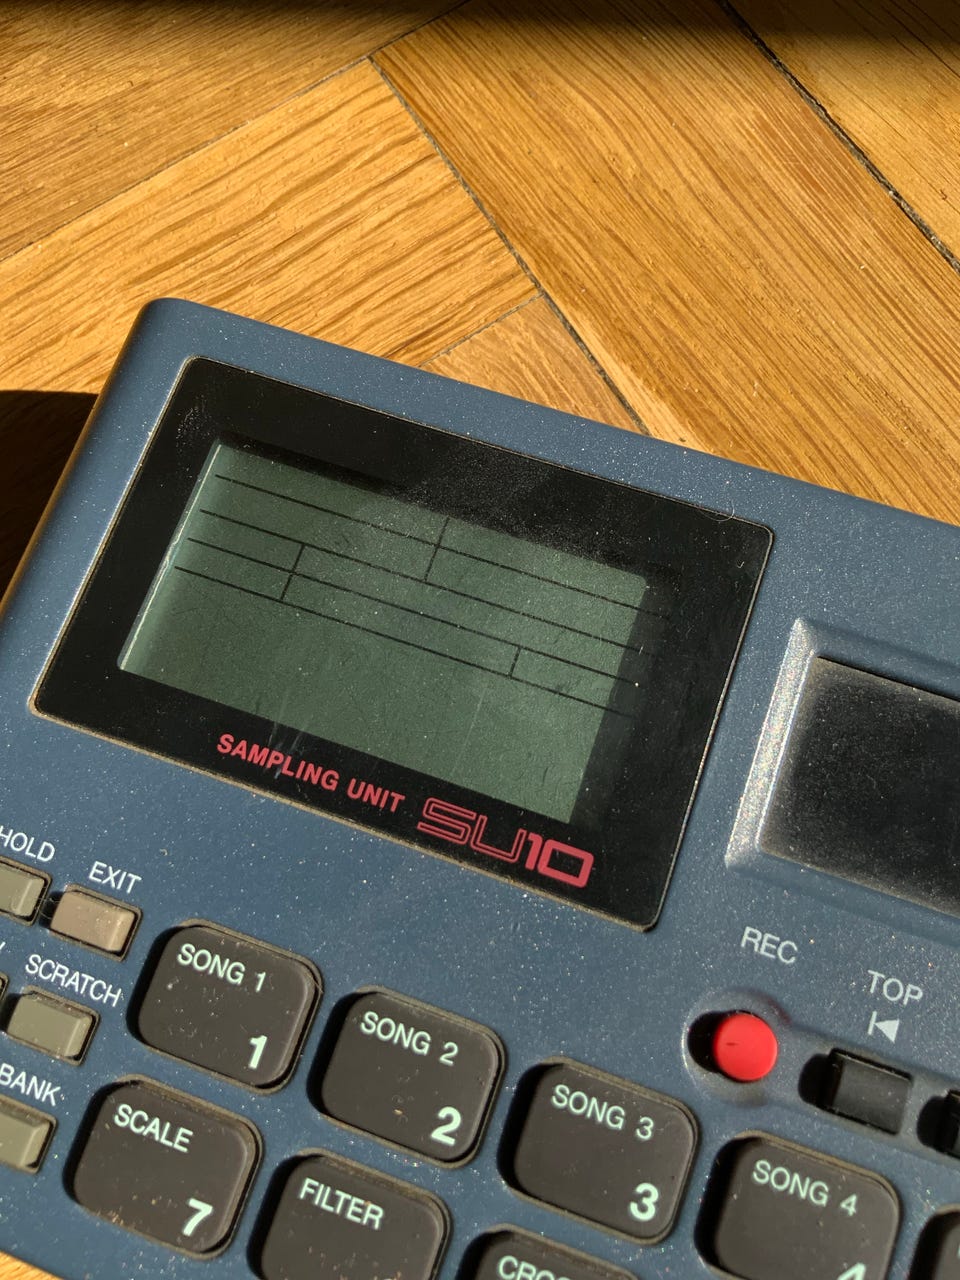 SAMPLING UNIT SU10
HOLD
EXIT
REC
TOP
SCRATCH
SONG 1
1
SONG 2
2
SONG 3
3
SONG 4
4
BANK
SCALE
7
FILTER